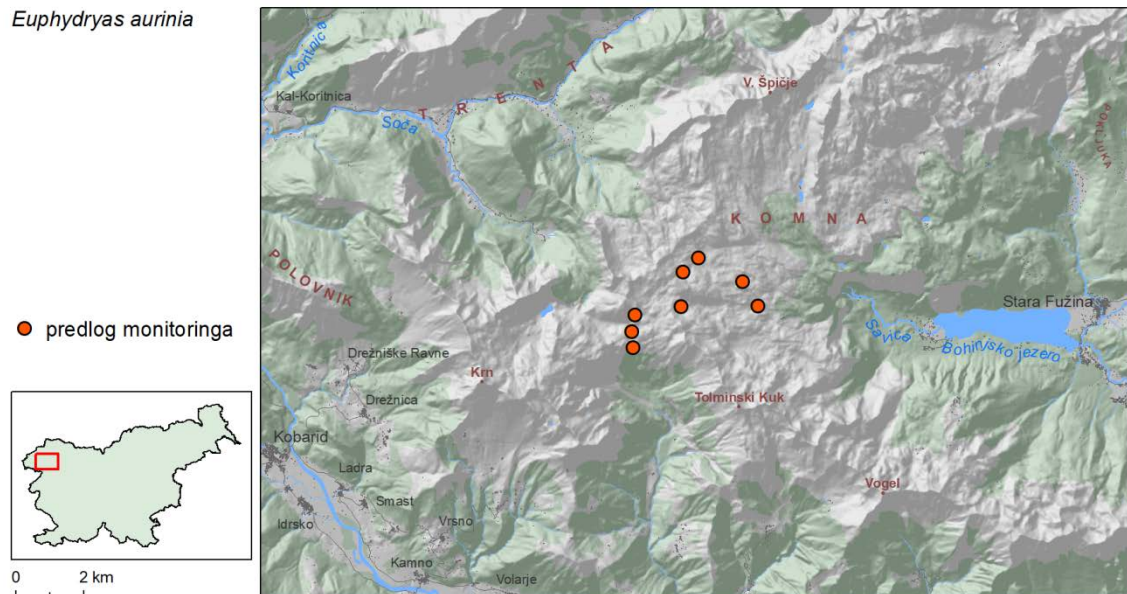 Euphydryas aurinia
predlog monitoringa
0 2 km
Koritnica
Kal-Koritnica
T R E N T A
Soča
V. Špičje
POKLJUKA
K O M N A
POLOVNIK
Stara Fužina
Savica
Bohinjsko jezero
Drežniške Ravne
Krn
Drežnica
Tolminski Kuk
Kobarid
Ladra
Vogel
Smast
Idrsko
Vrsno
Kamno
Volarje